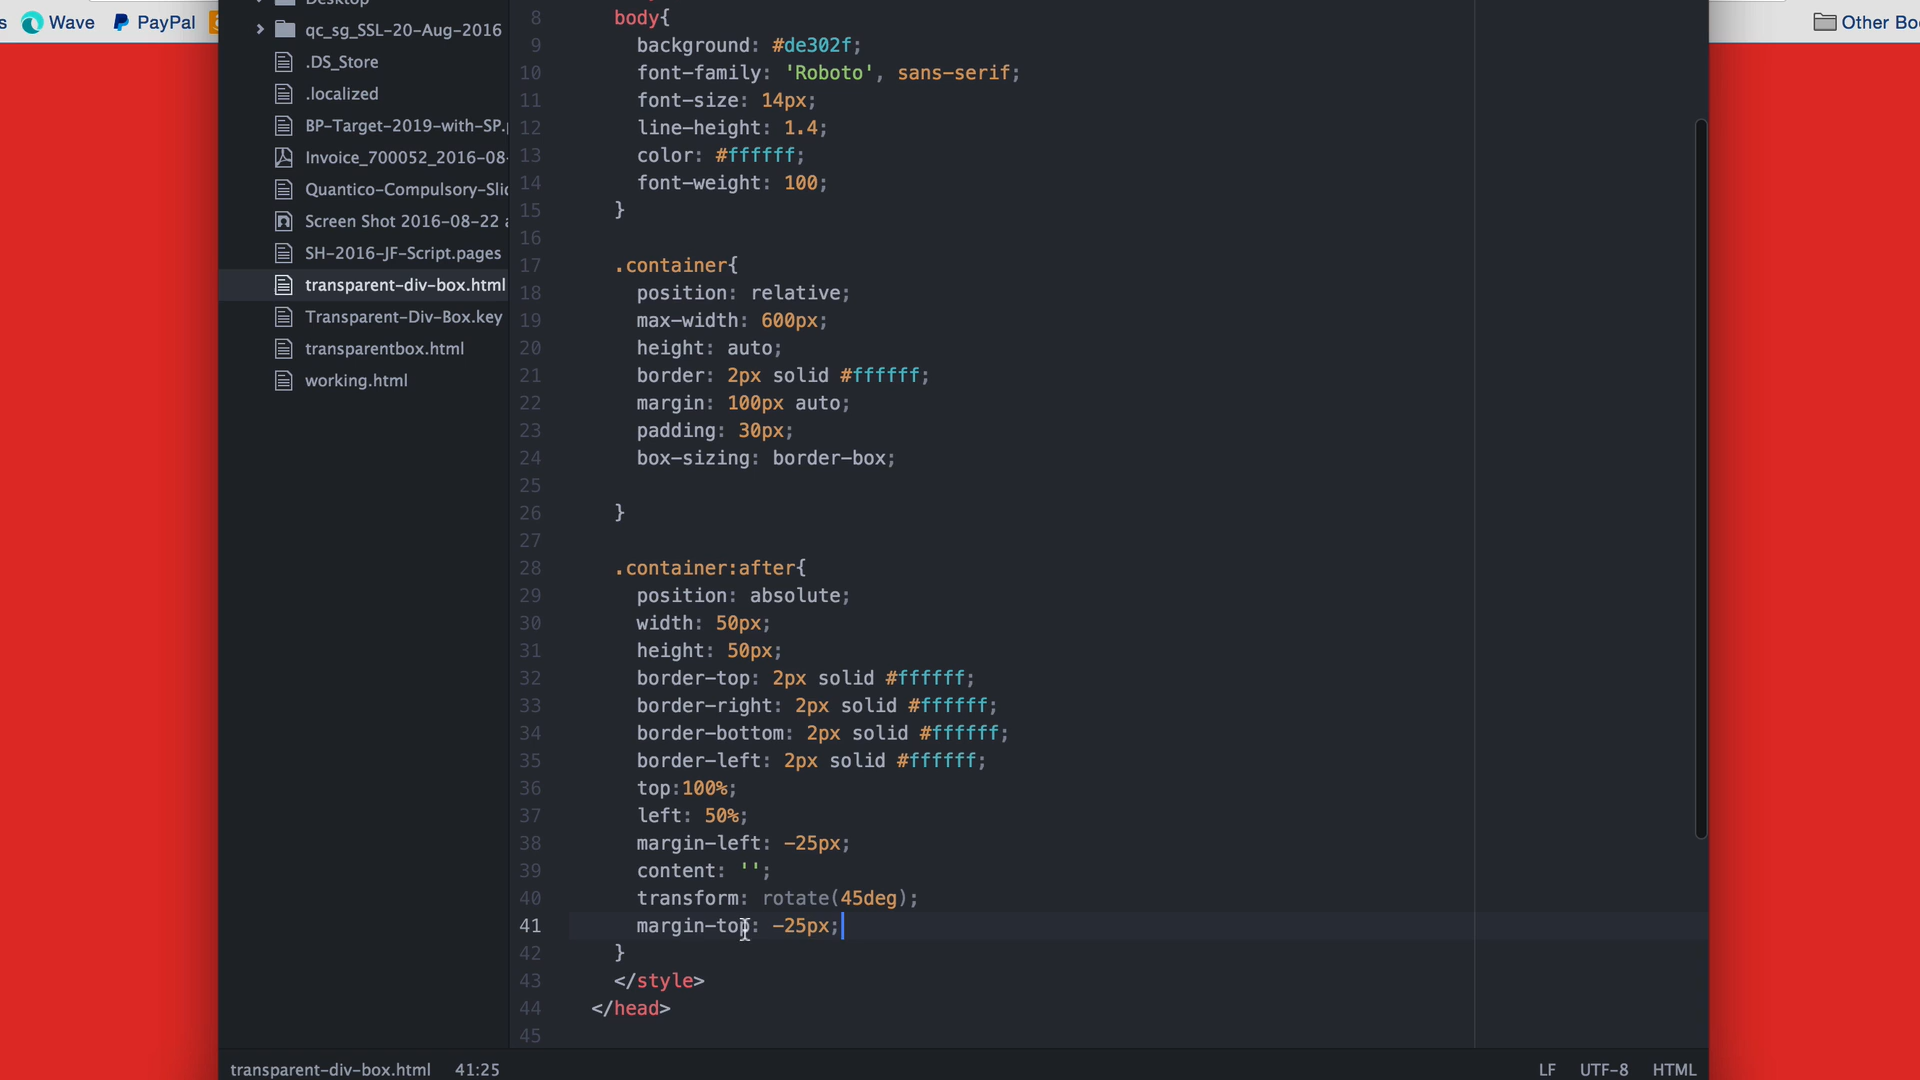 s Wave PayPal Other Boo
Desktop
qc_sg_SSL-20-Aug-2016
.DS_Store
.localized
BP-Target-2019-with-SP.
Invoice_700052_2016-08-
Quantico-Compulsory-Slid
Screen Shot 2016-08-22 a
SH-2016-JF-Script.pages
transparent-div-box.html
Transparent-Div-Box.key
transparentbox.html
working.html
8 body{
9 background: #de302f;
10 font-family: 'Roboto', sans-serif;
11 font-size: 14px;
12 line-height: 1.4;
13 color: #ffffff;
14 font-weight: 100;
15 }
16
17 .container{
18 position: relative;
19 max-width: 600px;
20 height: auto;
21 border: 2px solid #ffffff;
22 margin: 100px auto;
23 padding: 30px;
24 box-sizing: border-box;
25
26 }
27
28 .container:after{
29 position: absolute;
30 width: 50px;
31 height: 50px;
32 border-top: 2px solid #ffffff;
33 border-right: 2px solid #ffffff;
34 border-bottom: 2px solid #ffffff;
35 border-left: 2px solid #ffffff;
36 top:100%;
37 left: 50%;
38 margin-left: -25px;
39 content: '';
40 transform: rotate(45deg);
41 margin-top: -25px;
42 }
43 </style>
44 </head>
45
transparent-div-box.html 41:25 LF UTF-8 HTML